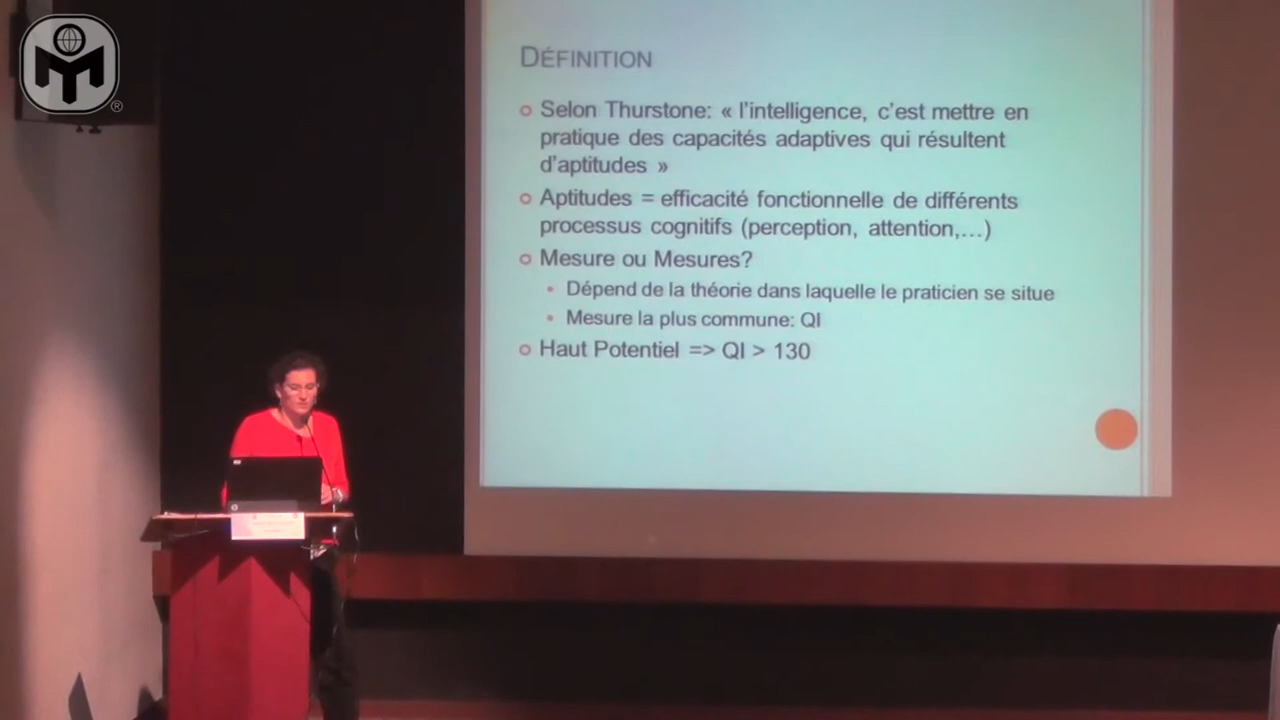 DÉFINITION
Selon Thurstone: « l'intelligence, c'est mettre en
pratique des capacités adaptives qui résultent
d'aptitudes »
Aptitudes = efficacité fonctionnelle de différents
processus cognitifs (perception, attention,…)
Mesure ou Mesures?
Dépend de la théorie dans laquelle le praticien se situe
Mesure la plus commune: QI
Haut Potentiel => QI > 130